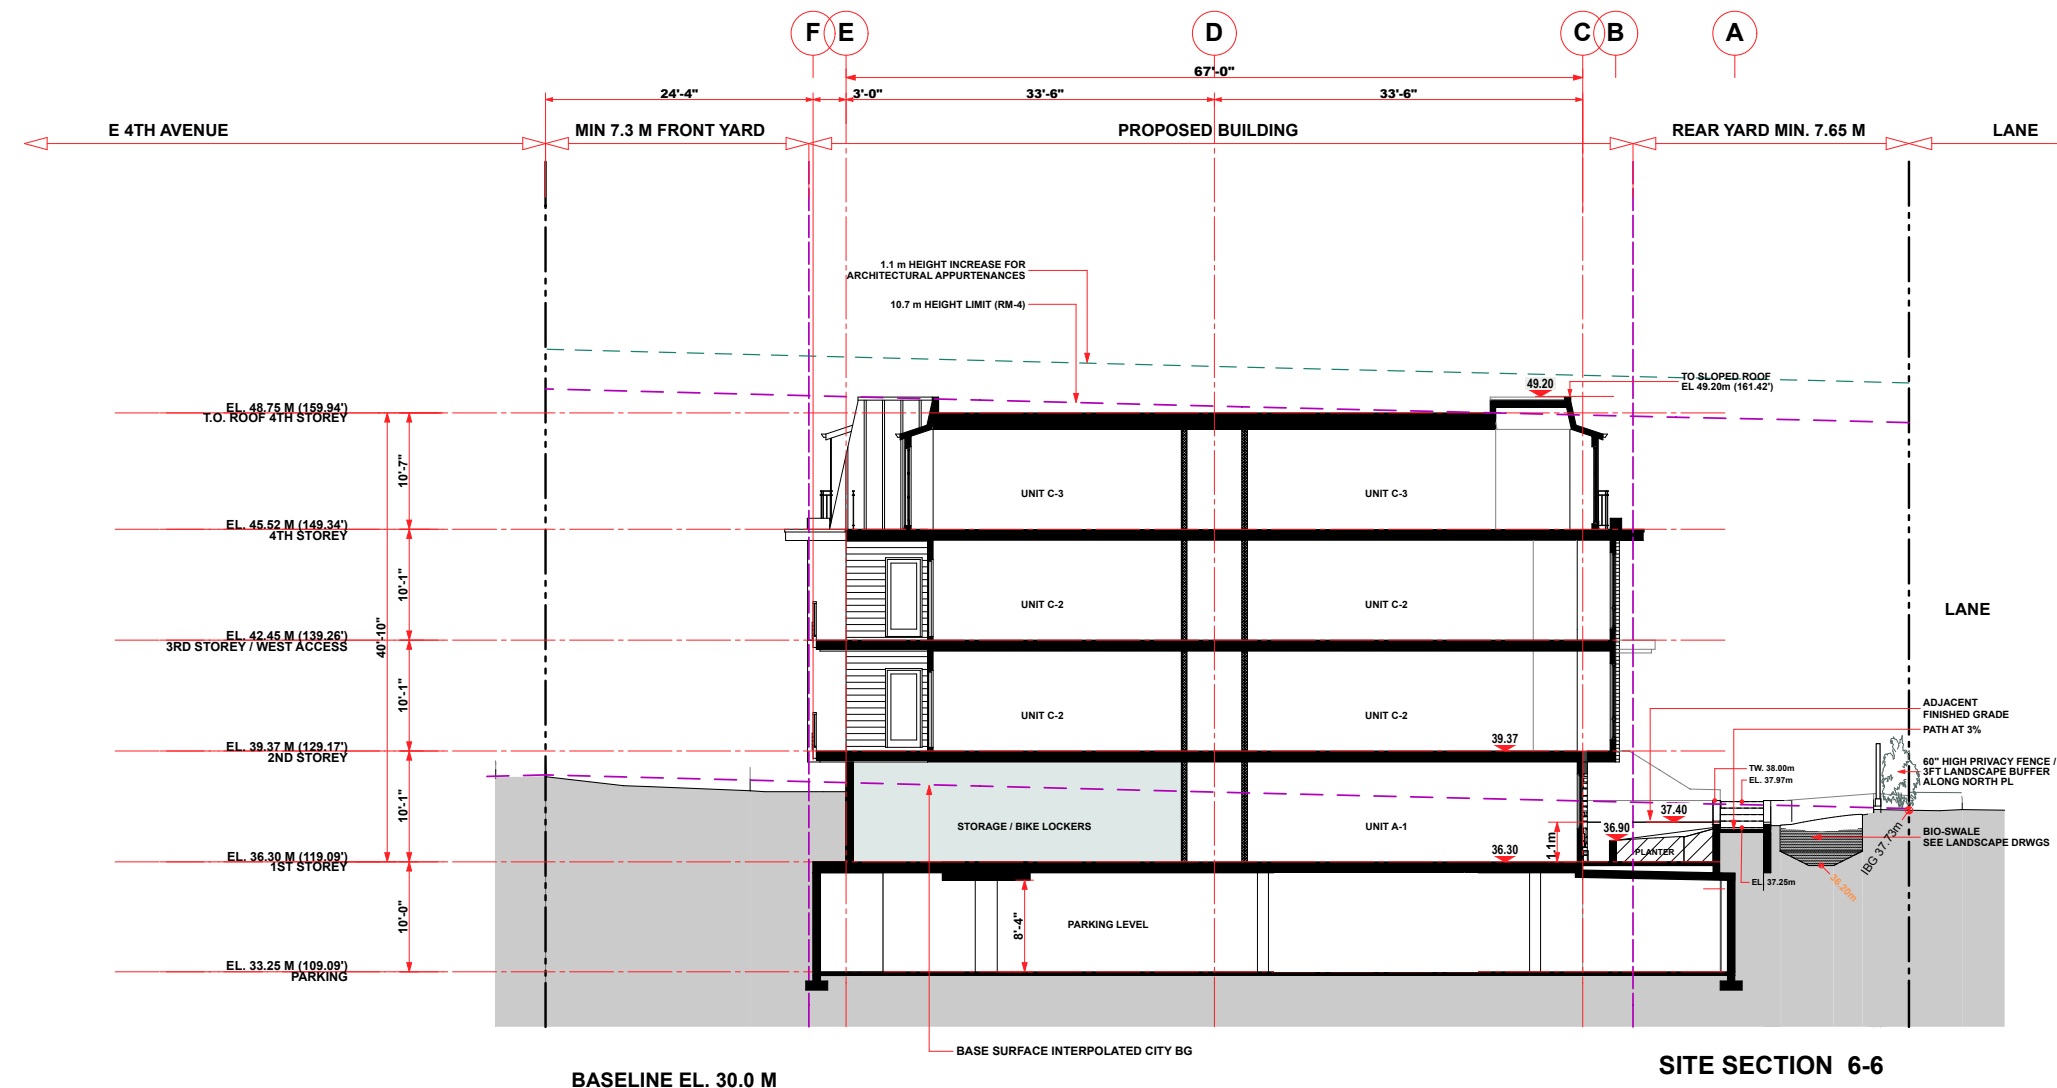 F E D C B A
67'-0"
24'-4" 3'-0" 33'-6" 33'-6"
E 4TH AVENUE MIN 7.3 M FRONT YARD PROPOSED BUILDING REAR YARD MIN. 7.65 M LANE
1.1 m HEIGHT INCREASE FOR
ARCHITECTURAL APPURTENANCES
10.7 m HEIGHT LIMIT (RM-4)
49.20
TO SLOPED ROOF
EL 49.20m (161.42')
EL. 48.75 M (159.94')
T.O. ROOF 4TH STOREY
10'-7"
UNIT C-3 UNIT C-3
EL. 45.52 M (149.34')
4TH STOREY
10'-1"
UNIT C-2 UNIT C-2
LANE
EL. 42.45 M (139.26')
3RD STOREY / WEST ACCESS
40'-10"
10'-1"
UNIT C-2 UNIT C-2
ADJACENT
FINISHED GRADE
PATH AT 3%
39.37
EL. 39.37 M (129.17')
2ND STOREY
TW. 38.00m
EL. 37.97m
60" HIGH PRIVACY FENCE /
3FT LANDSCAPE BUFFER
ALONG NORTH PL
10'-1"
STORAGE / BIKE LOCKERS UNIT A-1
37.40
36.90
1.1m
PLANTER
BIO-SWALE
SEE LANDSCAPE DRWGS
IBG 37.73m
36.20m
EL. 37.25m
36.30
EL. 36.30 M (119.09')
1ST STOREY
10'-0"
8'-4"
PARKING LEVEL
EL. 33.25 M (109.09')
PARKING
BASE SURFACE INTERPOLATED CITY BG
SITE SECTION 6-6
BASELINE EL. 30.0 M